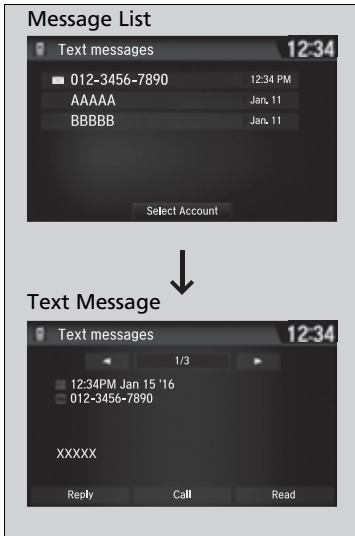 Message List
Text messages 12:34
012-3456-7890 12:34 PM
AAAAA Jan. 11
BBBBB Jan. 11
Select Account
Text Message
Text messages 12:34
1/3
12:34PM Jan 15 '16
012-3456-7890
XXXXX
Reply Call Read